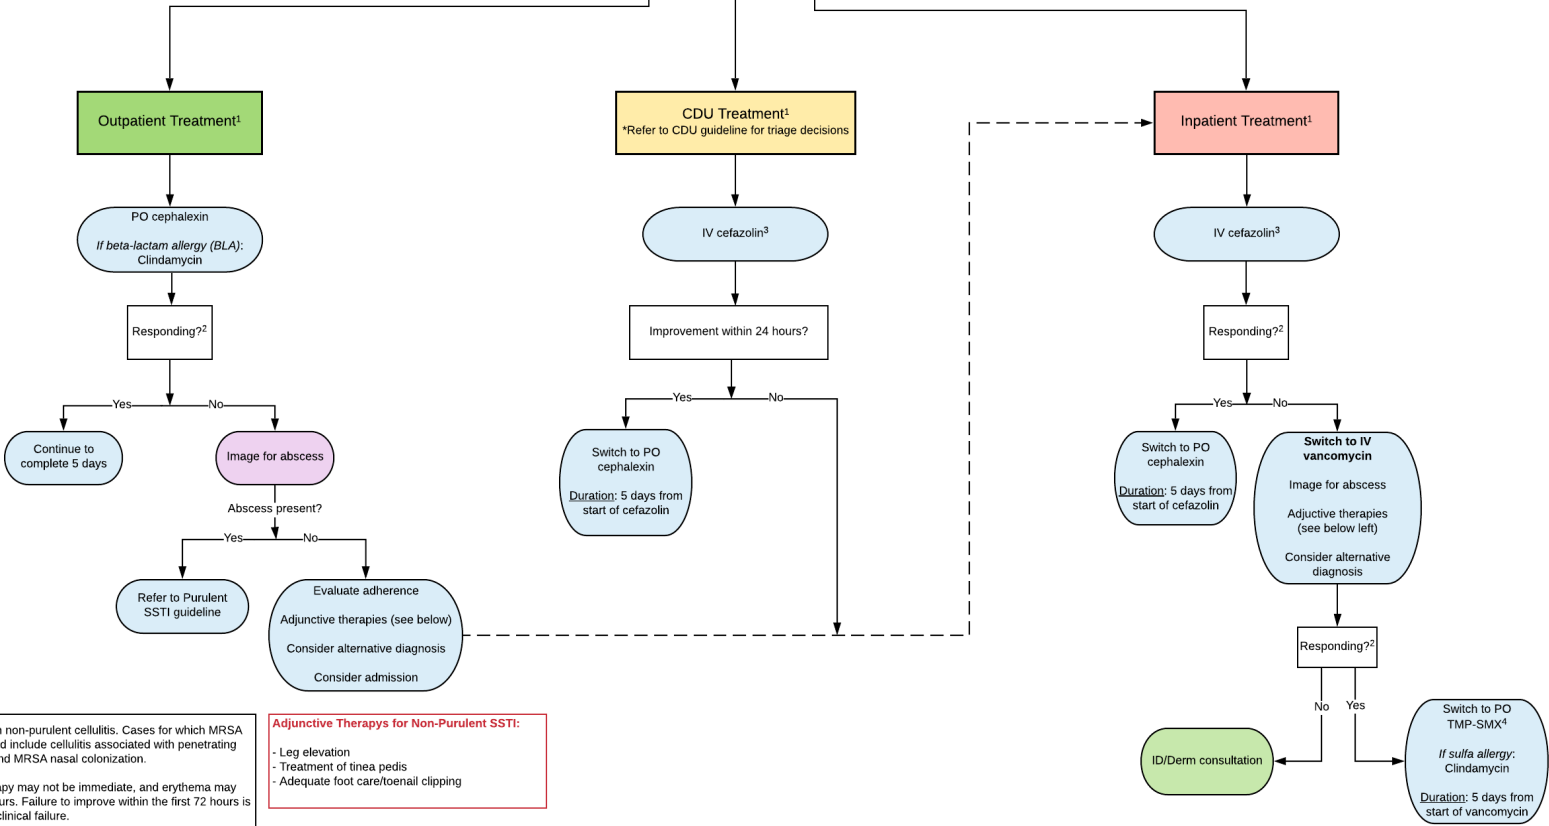 Outpatient Treatment¹
CDU Treatment¹
*Refer to CDU guideline for triage decisions
Inpatient Treatment¹
PO cephalexin
If beta-lactam allergy (BLA):
Clindamycin
IV cefazolin³
IV cefazolin³
Responding?²
Improvement within 24 hours?
Responding?²
Yes
No
Yes
No
Yes
No
Continue to
complete 5 days
Image for abscess
Switch to PO
cephalexin
Duration: 5 days from
start of cefazolin
Switch to PO
cephalexin
Duration: 5 days from
start of cefazolin
Switch to IV
vancomycin
Image for abscess
Adjuctive therapies
(see below left)
Consider alternative
diagnosis
Abscess present?
Yes
No
Refer to Purulent
SSTI guideline
Evaluate adherence
Adjunctive therapies (see below)
Consider alternative diagnosis
Consider admission
Responding?²
No
Yes
ID/Derm consultation
Switch to PO
TMP-SMX⁴
If sulfa allergy:
Clindamycin
Duration: 5 days from
start of vancomycin
non-purulent cellulitis. Cases for which MRSA
include cellulitis associated with penetrating
MRSA nasal colonization.
may not be immediate, and erythema may
Failure to improve within the first 72 hours is
failure.
Adjunctive Therapys for Non-Purulent SSTI:
- Leg elevation
- Treatment of tinea pedis
- Adequate foot care/toenail clipping